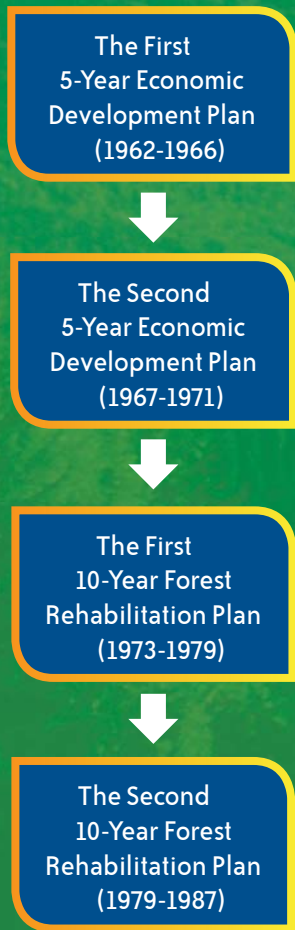 The First
5-Year Economic
Development Plan
(1962-1966)
The Second
5-Year Economic
Development Plan
(1967-1971)
The First
10-Year Forest
Rehabilitation Plan
(1973-1979)
The Second
10-Year Forest
Rehabilitation Plan
(1979-1987)